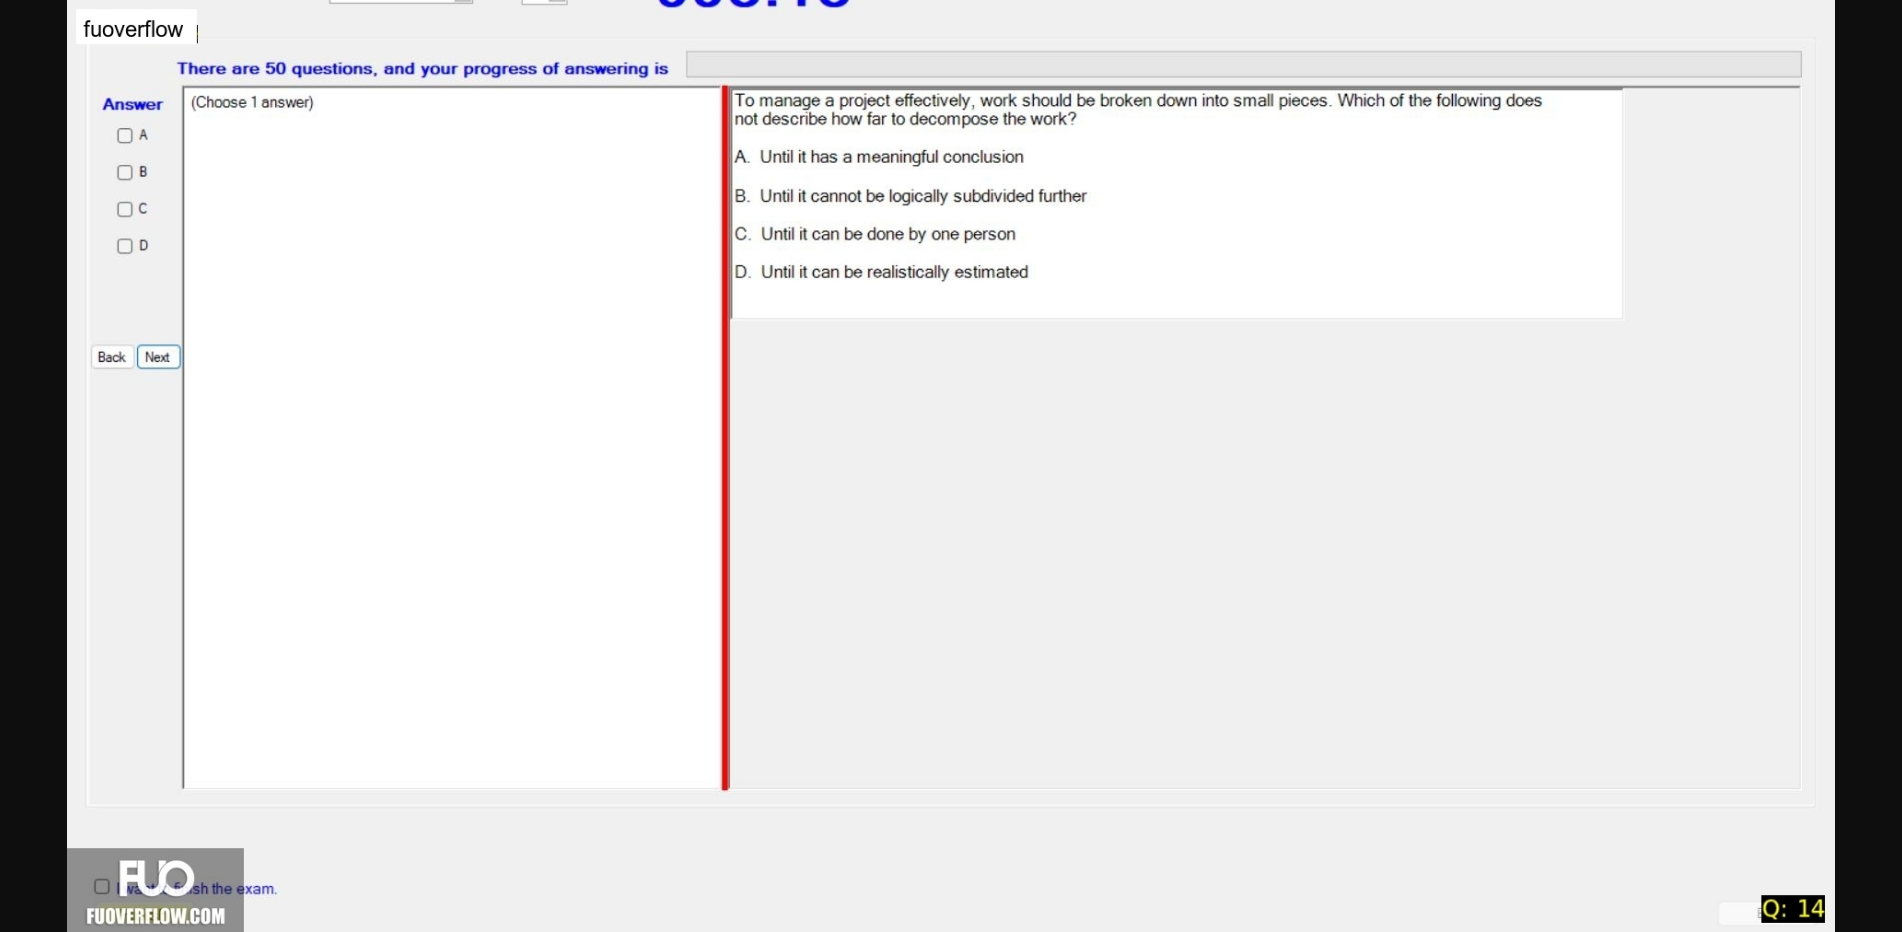 fuoverflow
There are 50 questions, and your progress of answering is
Answer
(Choose 1 answer)
A
B
C
D
Back Next
To manage a project effectively, work should be broken down into small pieces. Which of the following does
not describe how far to decompose the work?
A. Until it has a meaningful conclusion
B. Until it cannot be logically subdivided further
C. Until it can be done by one person
D. Until it can be realistically estimated
FUO
the exam.
FUOVERFLOW.COM
Q: 14